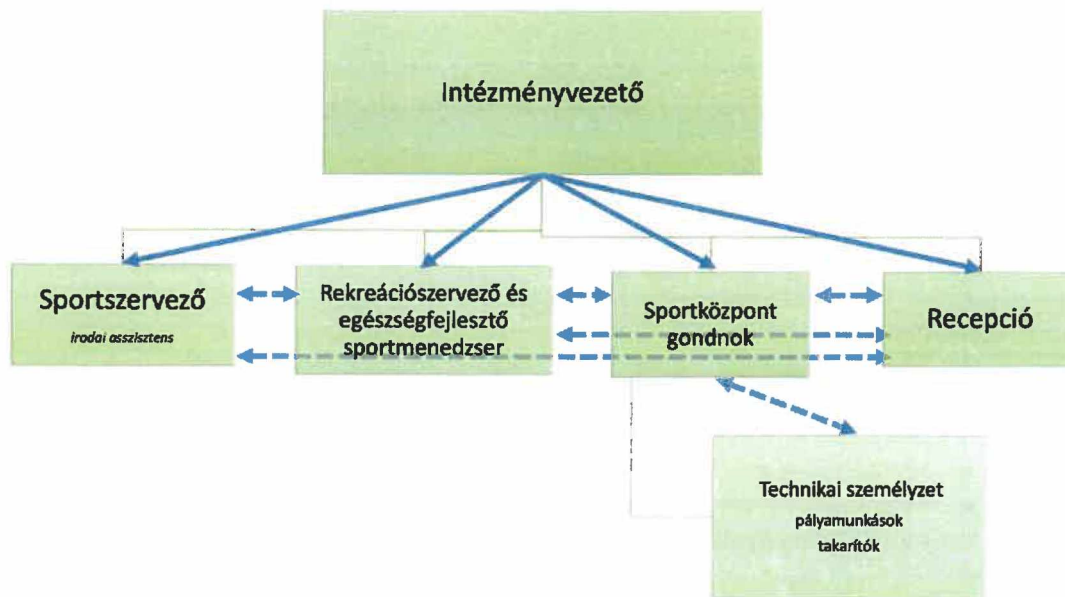 Intézményvezető
Sportszervező
irodai asszisztens
Rekreációszervező és
egészségfejlesztő
sportmenedzser
Sportközpont
gondnok
Recepció
Technikai személyzet
pályamunkások
takarítók